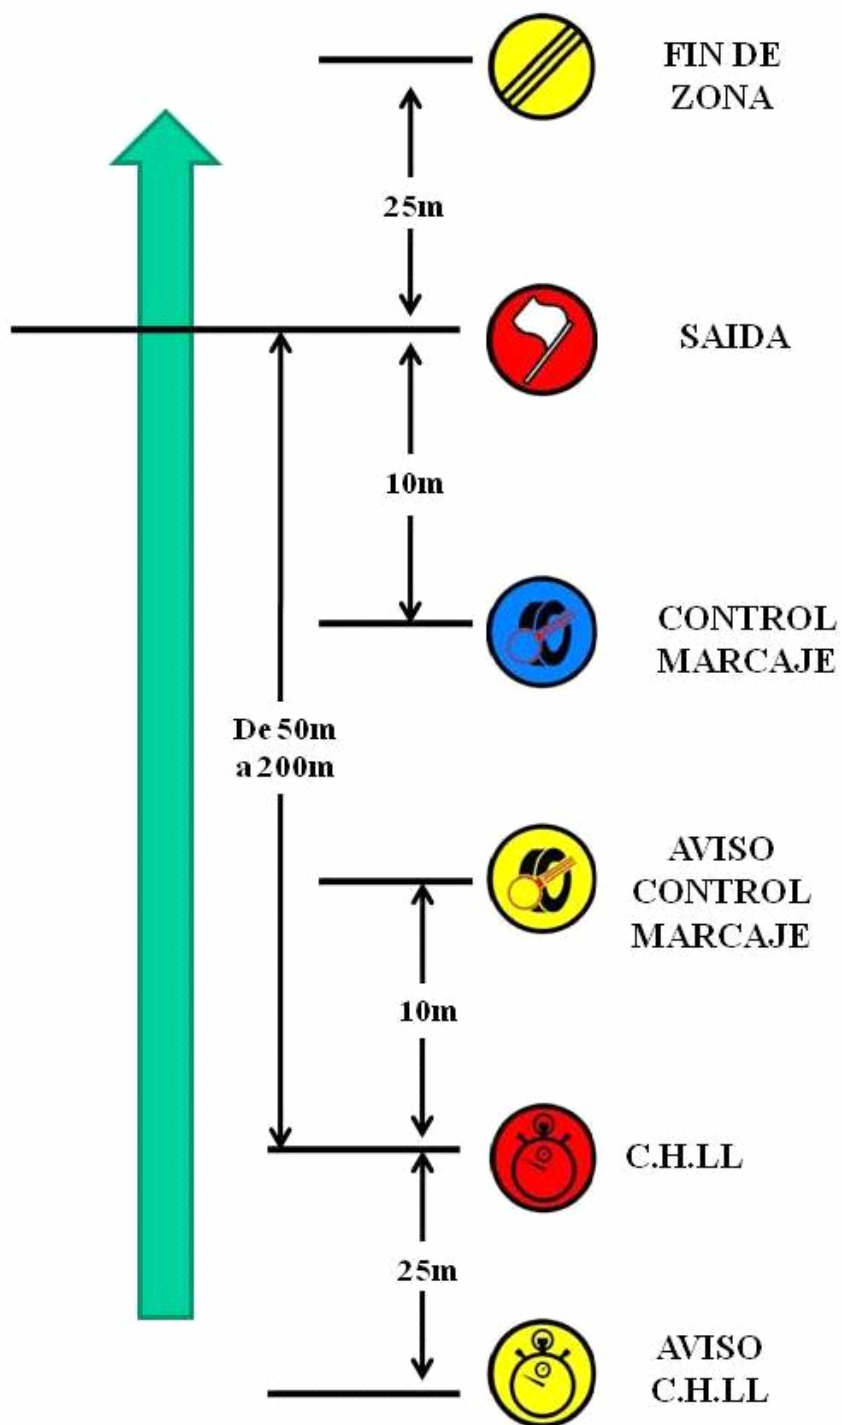 FIN DE
ZONA
25m
SAIDA
10m
CONTROL
MARCAJE
De 50m
a 200m
AVISO
CONTROL
MARCAJE
10m
C.H.LL
25m
AVISO
C.H.LL